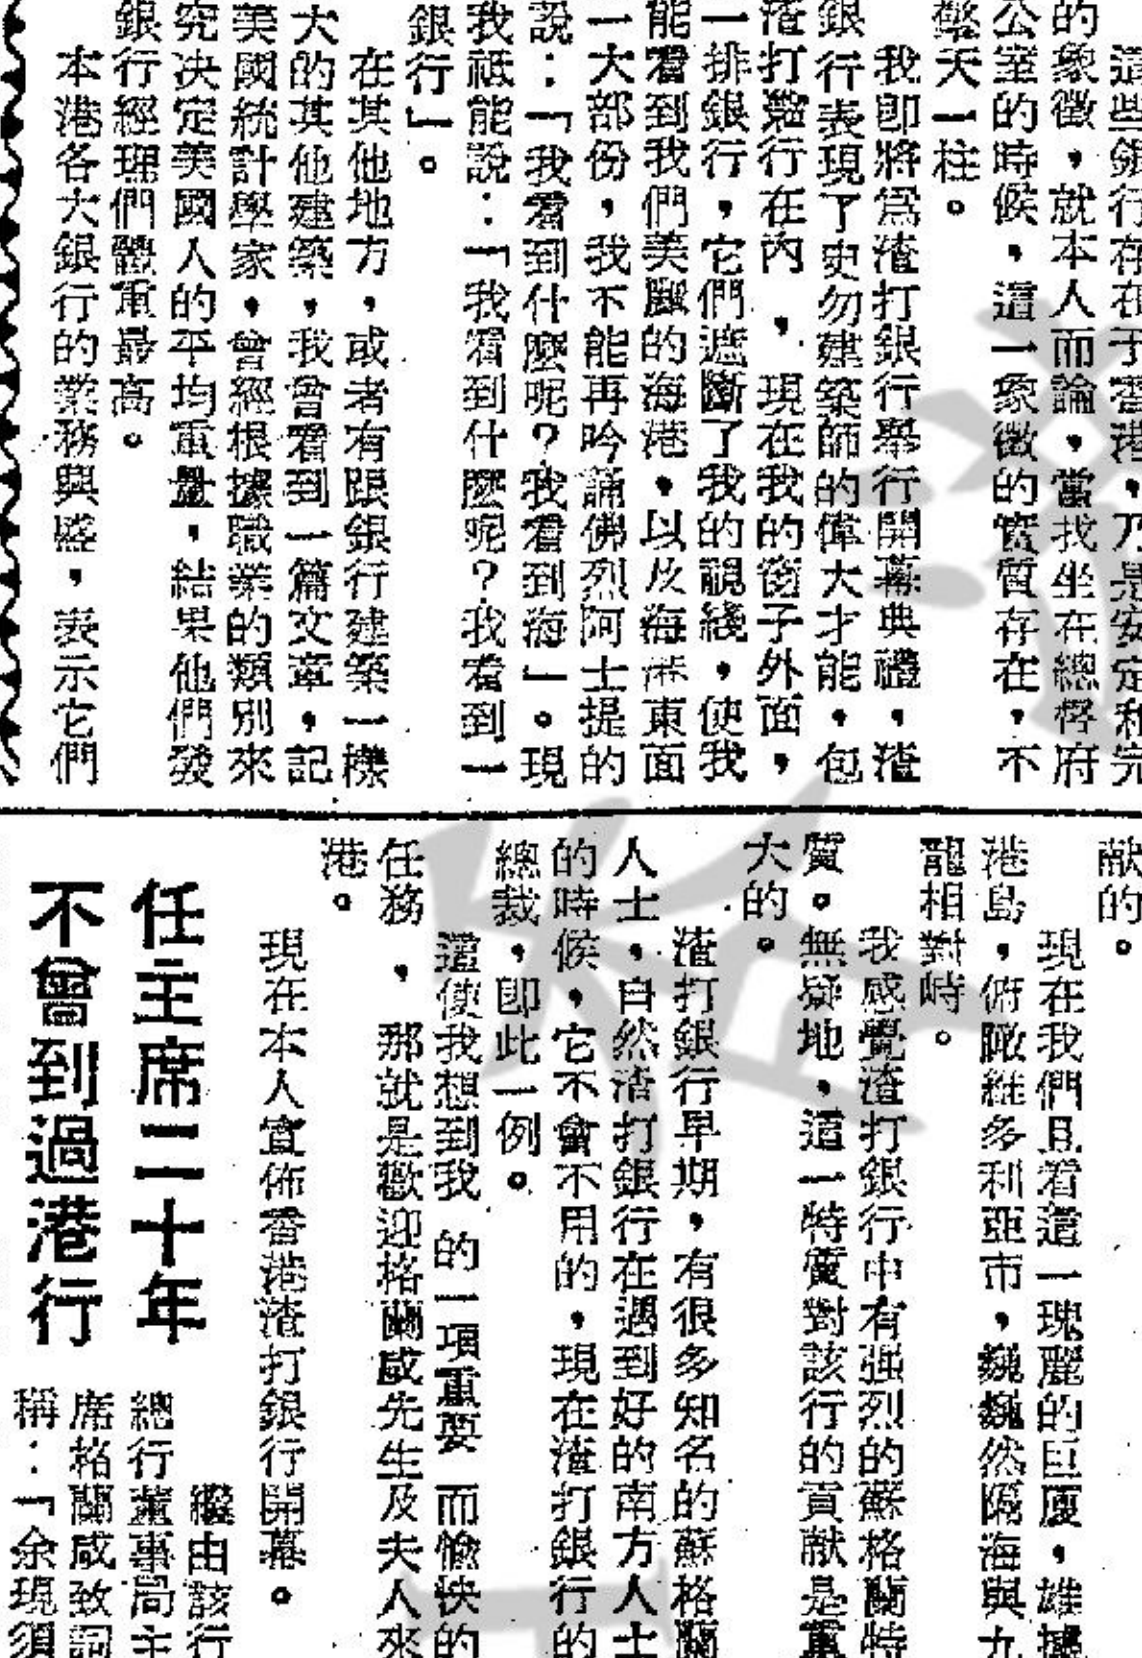 這些銀行存在于香港，乃是安定和完
的象徵，就本人而論，當我坐在總督府
公室的時候，這一象徵的實質存在，不
擎天一柱。
我即將爲渣打銀行舉行開幕典禮，渣
銀行表現了史勿建築師的偉大才能，包
渣打銀行在內，現在我的窗子外面，
一排銀行，它們遮斷了我的視綫，使我
能看到我們美麗的海港，以及海港東面
一大部份，我不能再吟誦佛烈阿士提的
說：「我看到什麼呢？我看到海」。現
我祗能說：「我看到什麼呢？我看到一
銀行」。
在其他地方，或者有跟銀行建築一樣
大的其他建築，我曾看到一篇文章，記
美國統計學家，曾經根據職業的類別來
究决定美國人的平均重量，結果他們發
銀行經理們體重最高。
本港各大銀行的業務興盛，表示它們
献的。
現在我們且看這一瑰麗的巨廈，雄據
港島，俯瞰維多利亞市，巍巍然隔海與九
龍相對峙。
我感覺渣打銀行中有强烈的蘇格蘭特
質。無疑地，這一特質對該行的貢献是重
大的。
渣打銀行早期，有很多知名的蘇格蘭
人士，自然渣打銀行在遇到好的南方人士
的時候，它不會不用的，現在渣打銀行的
總裁，即此一例。
這使我想到我的一項重要而愉快的
任務，那就是歡迎格蘭咸先生及夫人來
港。
現在本人宣佈香港渣打銀行開幕。
任主席二十年
不曾到過港行
繼由該行
總行董事局主
席格蘭咸致詞
稱：「余現須